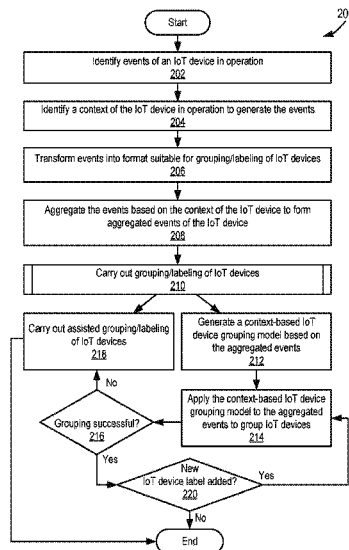 20
Start
Identify events of an IoT device in operation
202
Identify a context of the IoT device in operation to generate the events
204
Transform events into format suitable for grouping/labeling of IoT devices
206
Aggregate the events based on the context of the IoT device to form
aggregated events of the IoT device
208
Carry out grouping/labeling of IoT devices
210
Carry out assisted grouping/labeling
of IoT devices
218
Generate a context-based IoT
device grouping model based on
the aggregated events
212
No
Apply the context-based IoT device
grouping model to the aggregated
events to group IoT devices
214
Grouping successful?
216
Yes
New
IoT device label added?
220
Yes
No
End